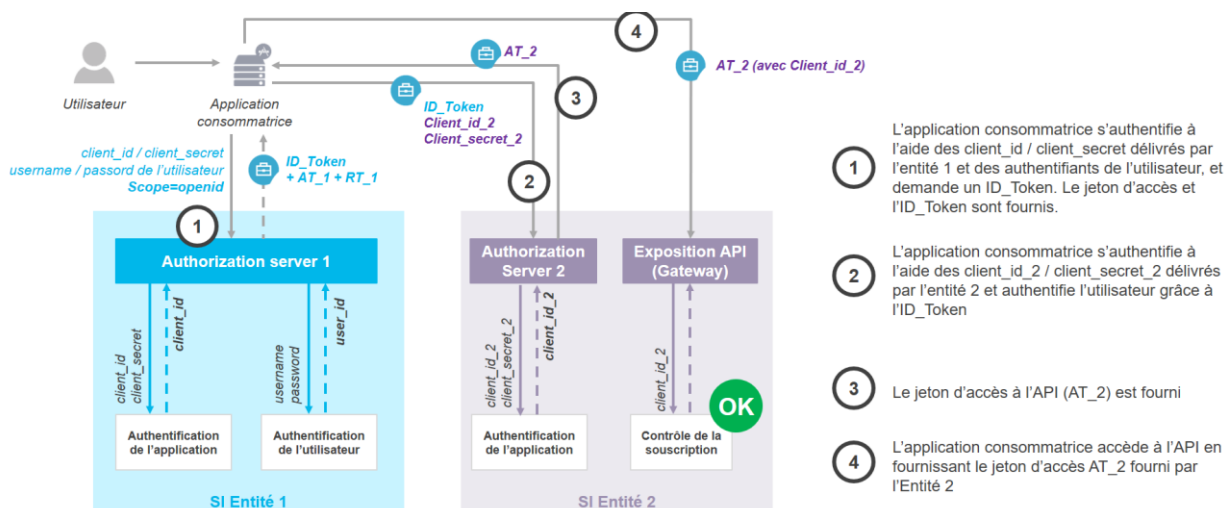 4
AT_2
AT_2 (avec Client_id_2)
3
Utilisateur
Application
consommatrice
ID_Token
Client_id_2
Client_secret_2
client_id / client_secret
username / passord de l'utilisateur
Scope=openid
ID_Token
+ AT_1 + RT_1
2
1
Authorization server 1
Authorization
Server 2
Exposition API
(Gateway)
client_id
client_secret
client_id
username
password
user_id
client_id_2
client_secret_2
client_id_2
client_id_2
OK
Authentification
de l'application
Authentification
de l'utilisateur
Authentification
de l'application
Contrôle de la
souscription
SI Entité 1
SI Entité 2
1
L'application consommatrice s'authentifie à
l'aide des client_id / client_secret délivrés par
l'entité 1 et des authentifiants de l'utilisateur, et
demande un ID_Token. Le jeton d'accès et
l'ID_Token sont fournis.
2
L'application consommatrice s'authentifie à
l'aide des client_id_2 / client_secret_2 délivrés
par l'entité 2 et authentifie l'utilisateur grâce à
l'ID_Token
3
Le jeton d'accès à l'API (AT_2) est fourni
4
L'application consommatrice accède à l'API en
fournissant le jeton d'accès AT_2 fourni par
l'Entité 2